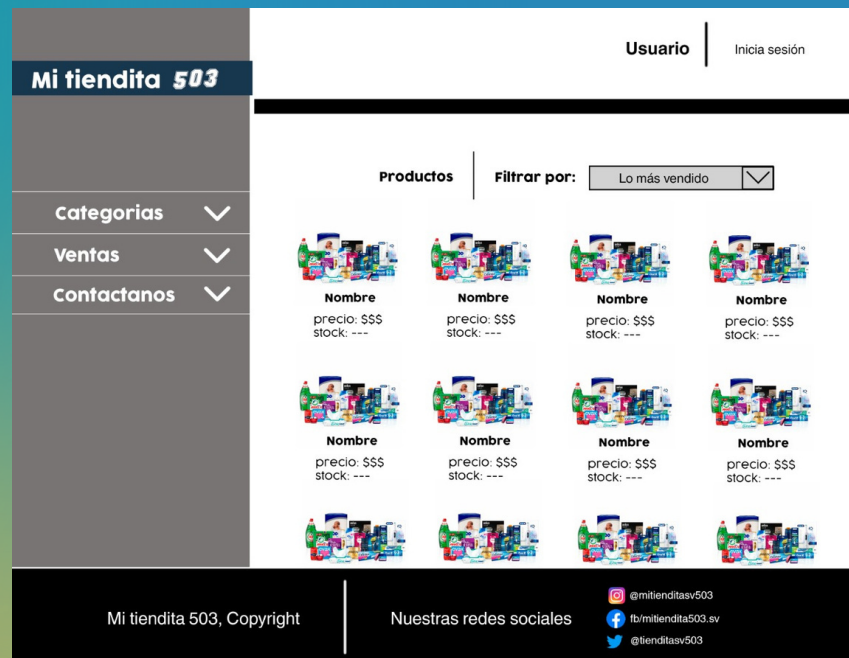 Usuario
Inicia sesión
Mi tiendita 503
Productos
Filtrar por:
Lo más vendido
Categorias
Ventas
Contactanos
Nombre
Nombre
Nombre
Nombre
precio: $$$
precio: $$$
precio: $$$
precio: $$$
stock: ---
stock: ---
stock: ---
stock: ---
Nombre
Nombre
Nombre
Nombre
precio: $$$
precio: $$$
precio: $$$
precio: $$$
stock: ---
stock: ---
stock: ---
stock: ---
Mi tiendita 503, Copyright
Nuestras redes sociales
@mitienditasv503
fb/mitiendita503.sv
@tienditasv503